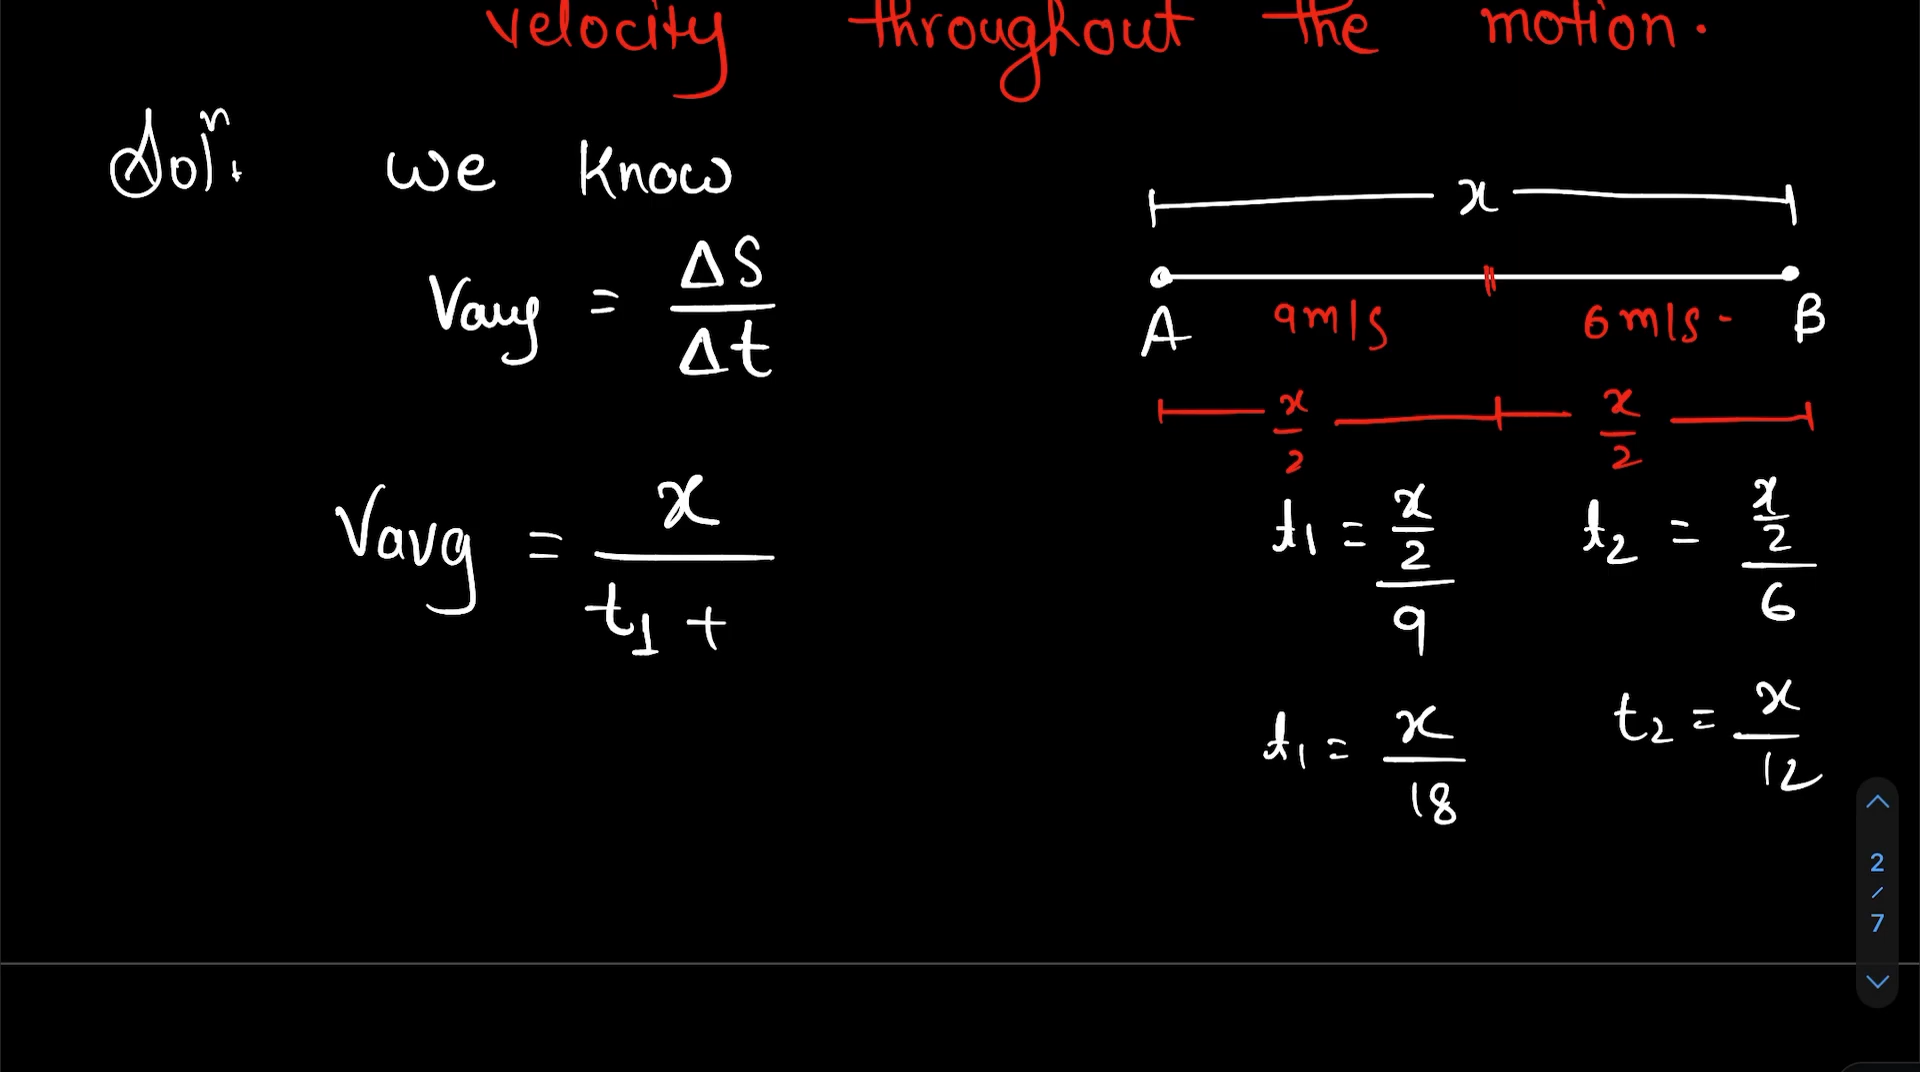 velocity throughout the motion.
Solⁿ. we know
x
Vavg = ΔS / Δt
A 9m/s 6m/s - B
x/2 x/2
Vavg = x / t₁ +
t₁ = x/2 / 9 t₂ = x/2 / 6
t₁ = x / 18 t₂ = x / 12
2 / 7